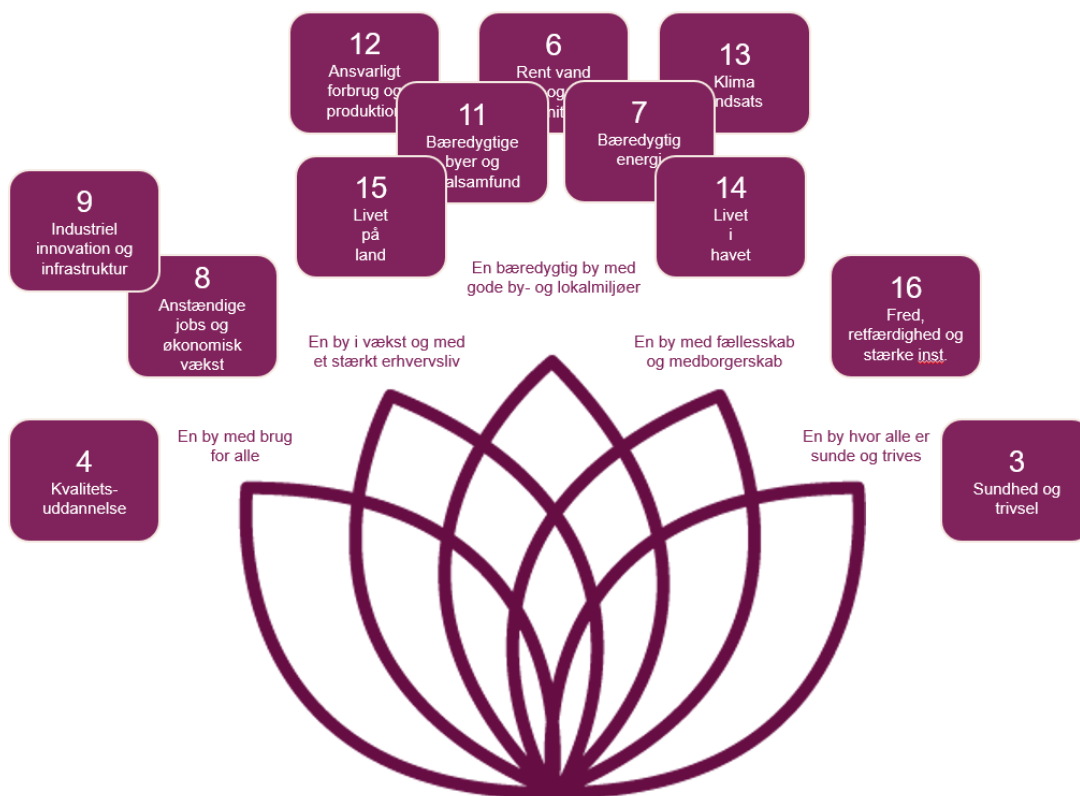 12
Ansvarligt
forbrug og
produktion
6
Rent vand
og
13
Klima
11
Bæredygtige
byer og
7
Bæredygtig
energi
15
Livet
på
land
14
Livet
i
havet
9
Industriel
innovation og
infrastruktur
8
Anstændige
jobs og
økonomisk
vækst
En bæredygtig by med
gode by- og lokalmiljøer
16
Fred,
retfærdighed og
stærke inst.
En by i vækst og med
et stærkt erhvervsliv
En by med fællesskab
og medborgerskab
4
Kvalitets-
uddannelse
En by med brug
for alle
En by hvor alle er
sunde og trives
3
Sundhed og
trivsel